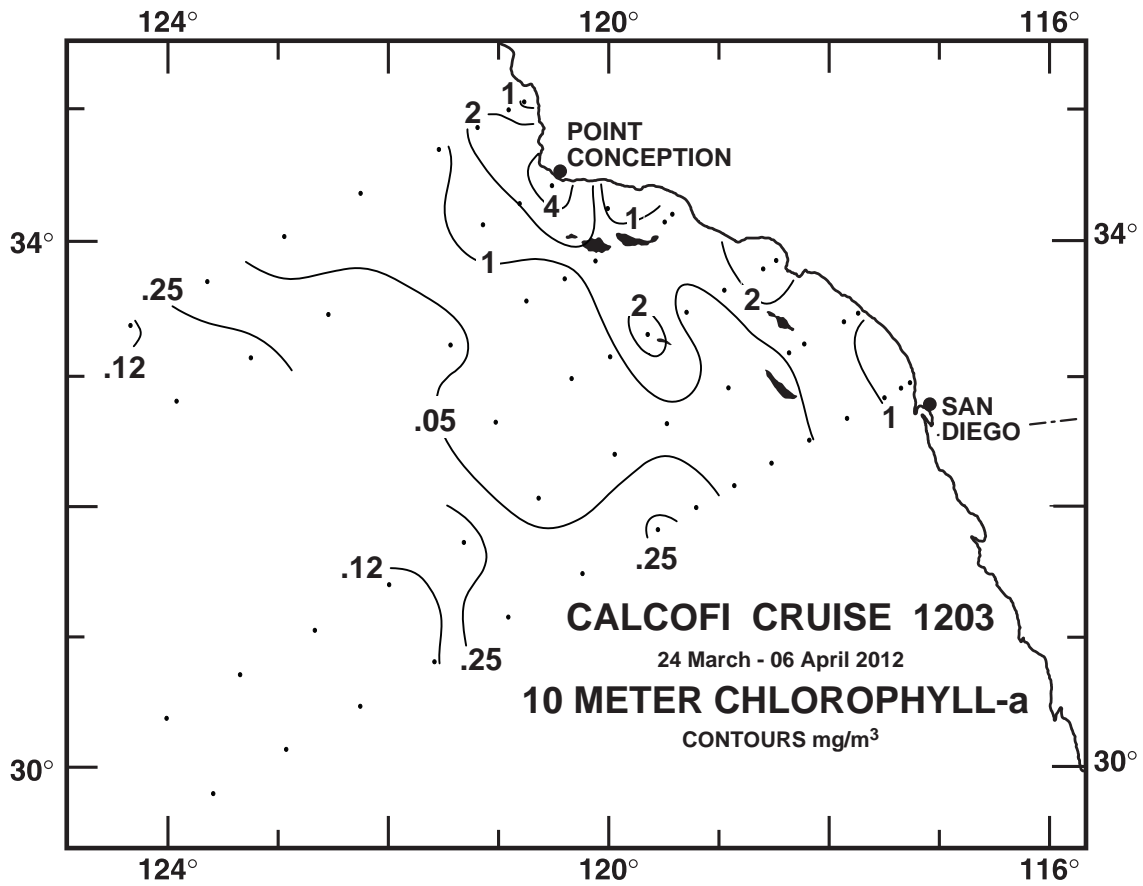 124° 120° 116°
1
2
POINT
CONCEPTION
4
1
34° 34°
1
.25
2
2
.12
.05
1
SAN
DIEGO
.25
.12
CALCOFI CRUISE 1203
.25
24 March - 06 April 2012
10 METER CHLOROPHYLL-a
CONTOURS mg/m³
30° 30°
124° 120° 116°